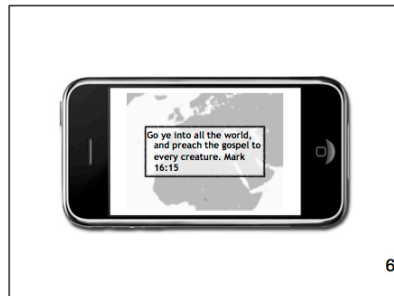 Go ye into all the world,
and preach the gospel to
every creature. Mark
16:15
6